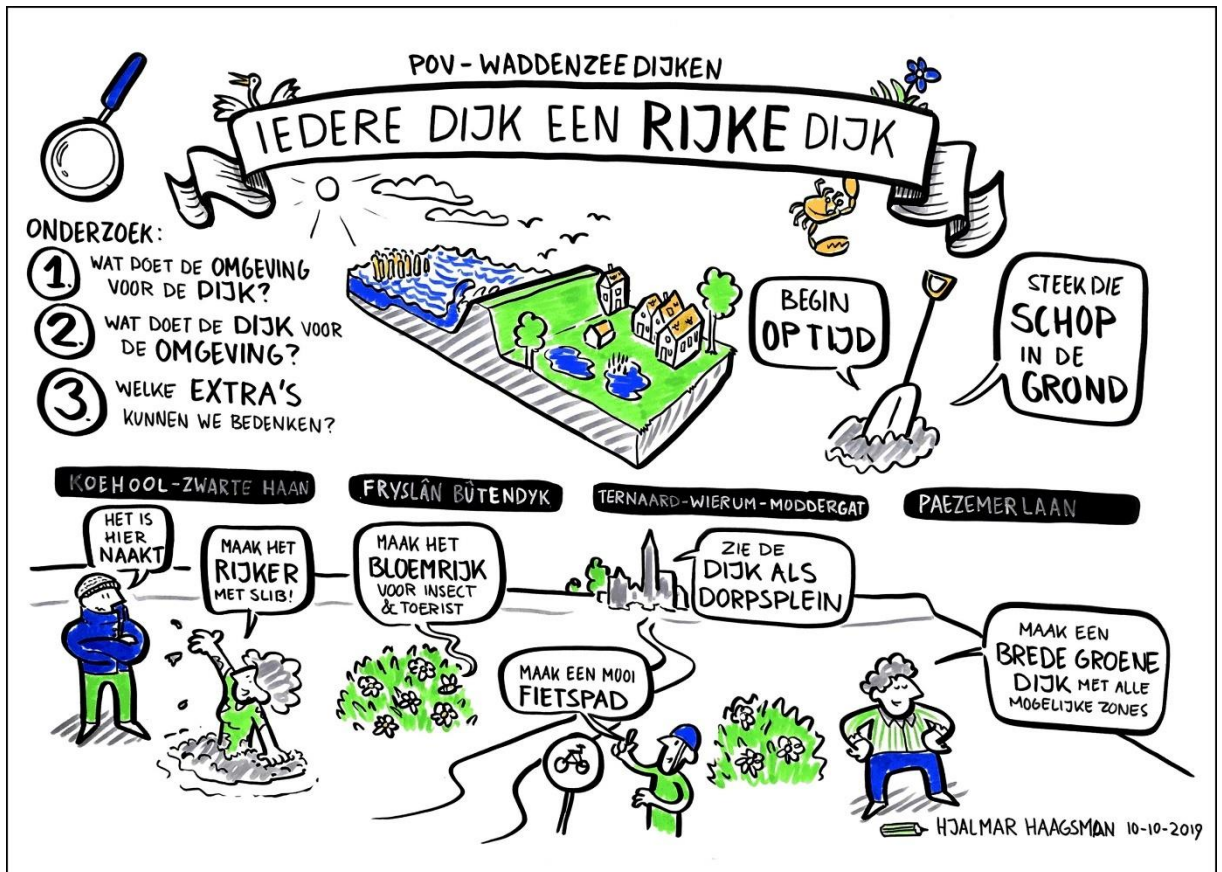 POV - WADDENZEE DIJKEN
IEDERE DIJK EEN RIJKE DIJK
ONDERZOEK:
1. WAT DOET DE OMGEVING
VOOR DE DIJK?
2. WAT DOET DE DIJK VOOR
DE OMGEVING?
3. WELKE EXTRA'S
KUNNEN WE BEDENKEN?
BEGIN
OP TIJD
STEEK DIE
SCHOP
IN DE
GROND
KOEHOOL-ZWARTE HAAN
HET IS
HIER
NAAKT
MAAK HET
RIJKER
MET SLIB!
FRYSLÂN BÛTENDYK
MAAK HET
BLOEMRIJK
VOOR INSECT
& TOERIST
TERNAARD-WIERUM-MODDERGAT
ZIE DE
DIJK ALS
DORPSPLEIN
MAAK EEN MOOI
FIETSPAD
PAEZEMERLAAN
MAAK EEN
BREDE GROENE
DIJK MET ALLE
MOGELIJKE ZONES
HJALMAR HAAGSMAN 10-10-2019